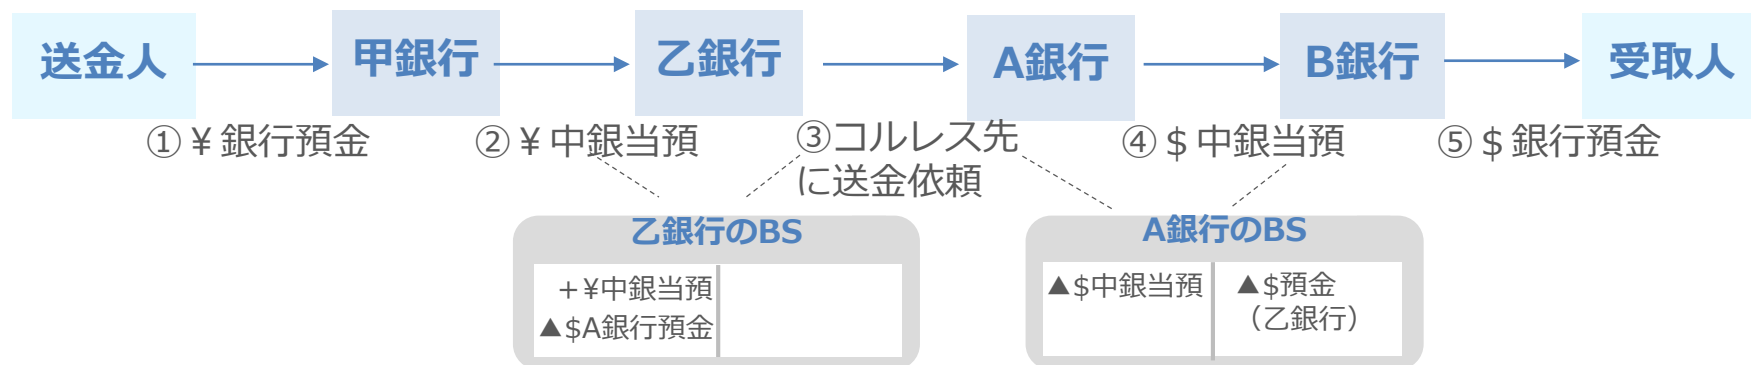 送金人
甲銀行
乙銀行
A銀行
B銀行
受取人
①¥銀行預金
②¥中銀当預
③コルレス先
に送金依頼
④$中銀当預
⑤$銀行預金
乙銀行のBS
+¥中銀当預
▲$A銀行預金
A銀行のBS
▲$中銀当預
▲$預金
(乙銀行)